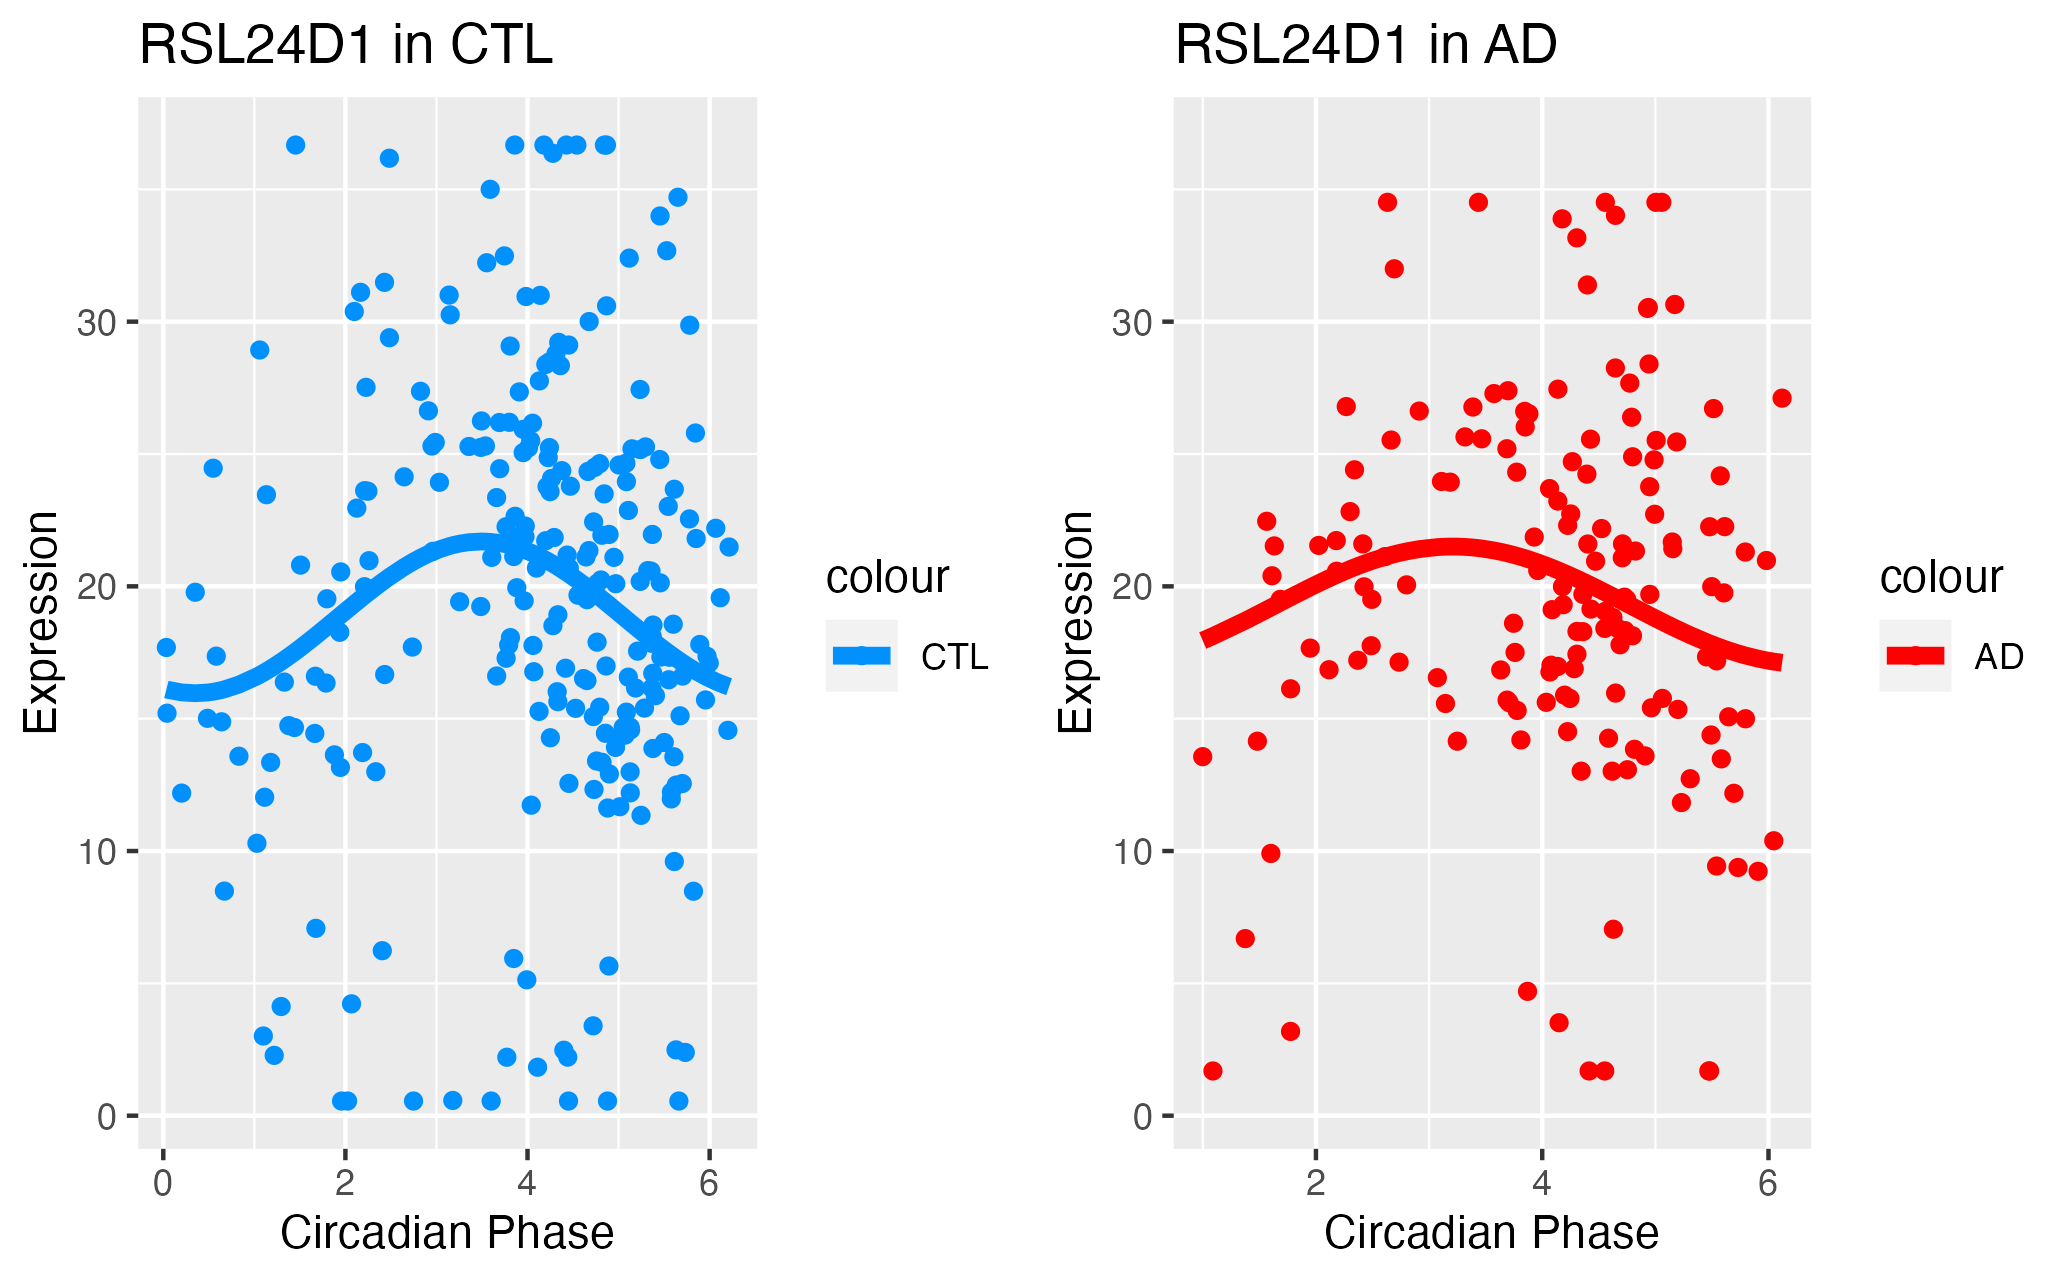 RSL24D1 in CTL
Expression
30
20
10
0
0 2 4 6
Circadian Phase
colour
CTL
RSL24D1 in AD
Expression
30
20
10
0
2 4 6
Circadian Phase
colour
AD